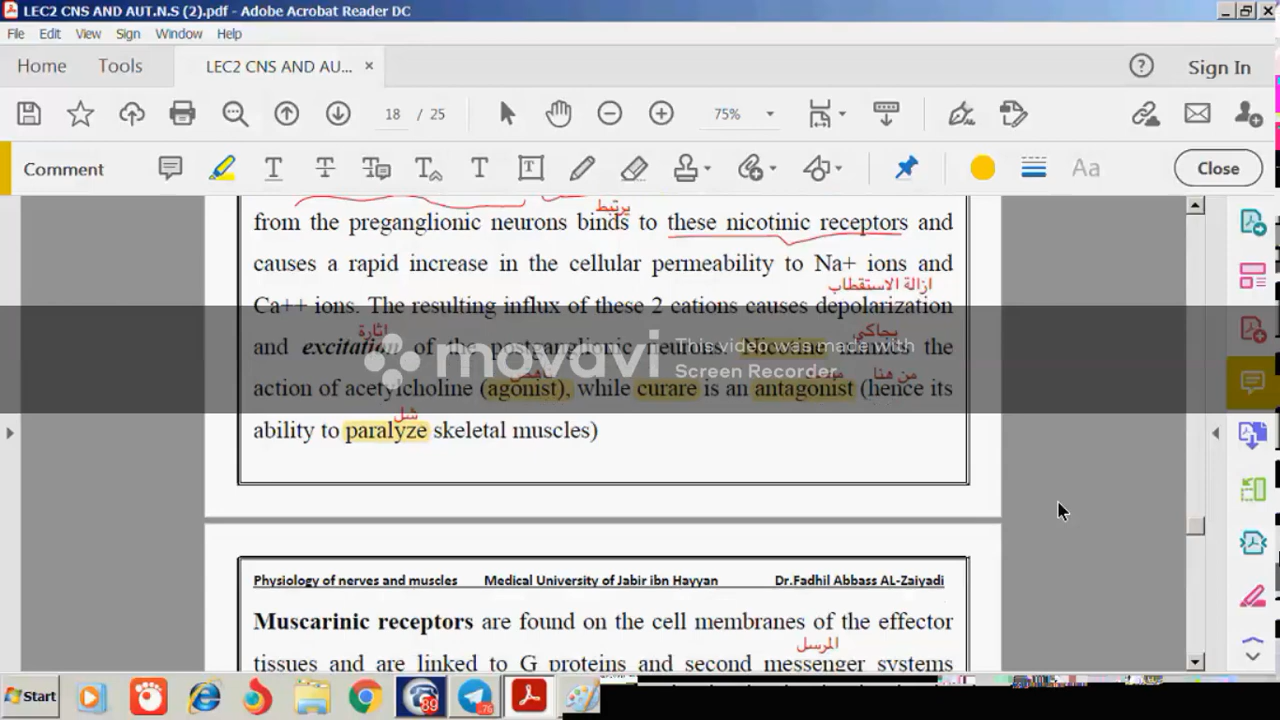 LEC2 CNS AND AUT.N.S (2).pdf - Adobe Acrobat Reader DC
File Edit View Sign Window Help
Home Tools LEC2 CNS AND AU... × Sign In
18 / 25 75%
Comment Close
يرتبط
from the preganglionic neurons binds to these nicotinic receptors and
causes a rapid increase in the cellular permeability to Na+ ions and
ازالة الاستقطاب
Ca++ ions. The resulting influx of these 2 cations causes depolarization
اثارة يحاكي
and excitation of the postganglionic neurons. Nicotine mimics the
movavi
This video was made with
Screen Recorder
من هنا
action of acetylcholine (agonist), while curare is an antagonist (hence its
شل
ability to paralyze skeletal muscles)
Physiology of nerves and muscles Medical University of Jabir ibn Hayyan Dr.Fadhil Abbass AL-Zaiyadi
Muscarinic receptors are found on the cell membranes of the effector
المرسل
tissues and are linked to G proteins and second messenger systems
Start 89 76